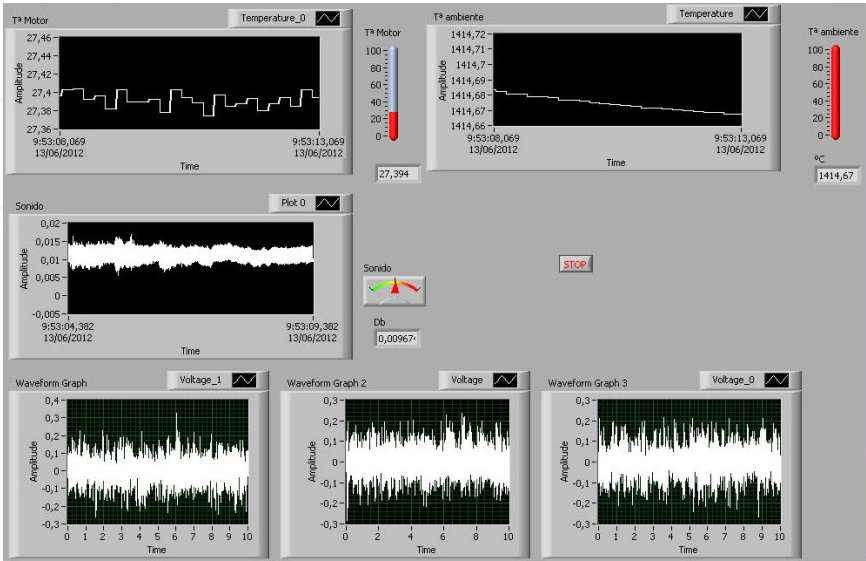 Tª Motor
Temperature_0
27,46
27,44
27,42
27,4
27,38
27,36
Amplitude
9:53:08,069
13/06/2012
9:53:13,069
13/06/2012
Time
Tª Motor
100
80
60
40
20
0
27,394
Tª ambiente
Temperature
1414,72
1414,71
1414,7
1414,69
1414,68
1414,67
1414,66
Amplitude
9:53:08,069
13/06/2012
9:53:13,069
13/06/2012
Time
Tª ambiente
100
80
60
40
20
0
ºC
1414,67
Sonido
Plot 0
0,02
0,015
0,01
0,005
0
-0,005
Amplitude
9:53:04,382
13/06/2012
9:53:09,382
13/06/2012
Time
Sonido
Db
0,00967
STOP
Waveform Graph
Voltage_1
0,4
0,3
0,2
0,1
0
-0,1
-0,2
-0,3
Amplitude
0 1 2 3 4 5 6 7 8 9 10
Time
Waveform Graph 2
Voltage
0,3
0,2
0,1
0
-0,1
-0,2
-0,3
Amplitude
0 2 4 6 8 10
Time
Waveform Graph 3
Voltage_0
0,3
0,2
0,1
0
-0,1
-0,2
-0,3
Amplitude
0 1 2 3 4 5 6 7 8 9 10
Time